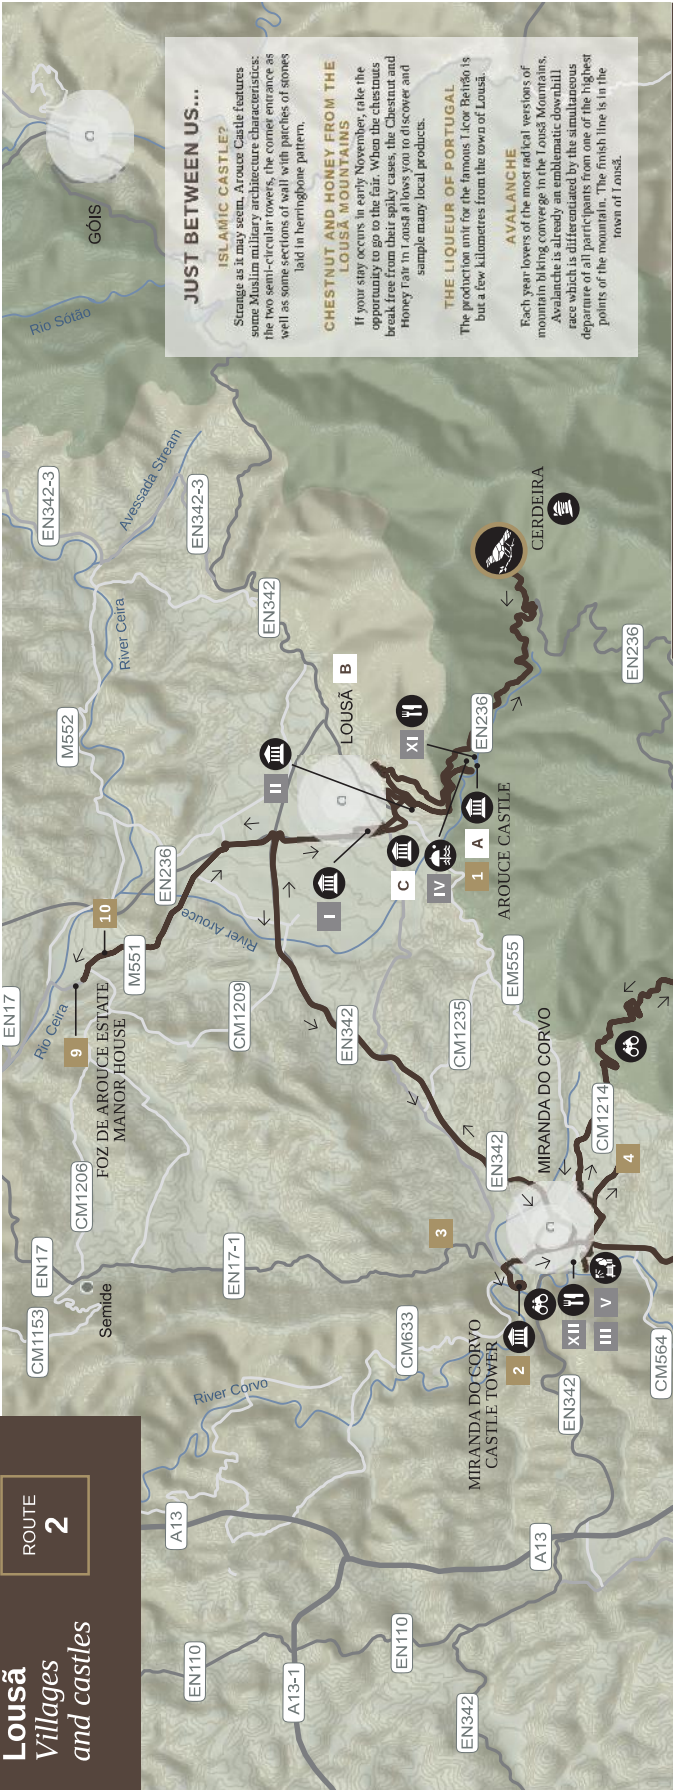 Lousã
Villages
and castles
ROUTE
2
EN110
A13-1
EN110
EN342
A13
A13
EN342
CM564
CM1153
EN17
Semide
CM1206
EN17-1
River Corvo
CM633
MIRANDA DO CORVO
CASTLE TOWER
2
XII
III
V
3
4
EN342
MIRANDA DO CORVO
CM1214
EN17
Rio Ceira
9
FOZ DE AROUCE ESTATE
MANOR HOUSE
10
M551
CM1209
EN342
CM1235
EM555
EN236
River Arouce
I
II
C
IV
1
A
AROUCE CASTLE
XI
EN236
LOUSÃ
B
M552
River Ceira
EN342
EN342-3
EN342-3
Avessada Stream
CERDEIRA
EN236
Rio Sótão
GÓIS
JUST BETWEEN US...
ISLAMIC CASTLE?
Strange as it may seem, Arouce Castle features
some Muslim military architecture characteristics:
the two semi-circular towers, the corner entrance as
well as some sections of wall with patches of stones
laid in herringbone pattern.
CHESTNUT AND HONEY FROM THE
LOUSÃ MOUNTAINS
If your stay occurs in early November, take the
opportunity to go to the fair. When the chestnuts
break free from their spiky cases, the Chestnut and
Honey Fair in Lousã allows you to discover and
sample many local products.
THE LIQUEUR OF PORTUGAL
The production unit for the famous Licor Beirão is
but a few kilometres from the town of Lousã.
AVALANCHE
Each year lovers of the most radical versions of
mountain biking converge in the Lousã Mountains.
Avalanche is already an emblematic downhill
race which is differentiated by the simultaneous
departure of all participants from one of the highest
points of the mountain. The finish line is in the
town of Lousã.